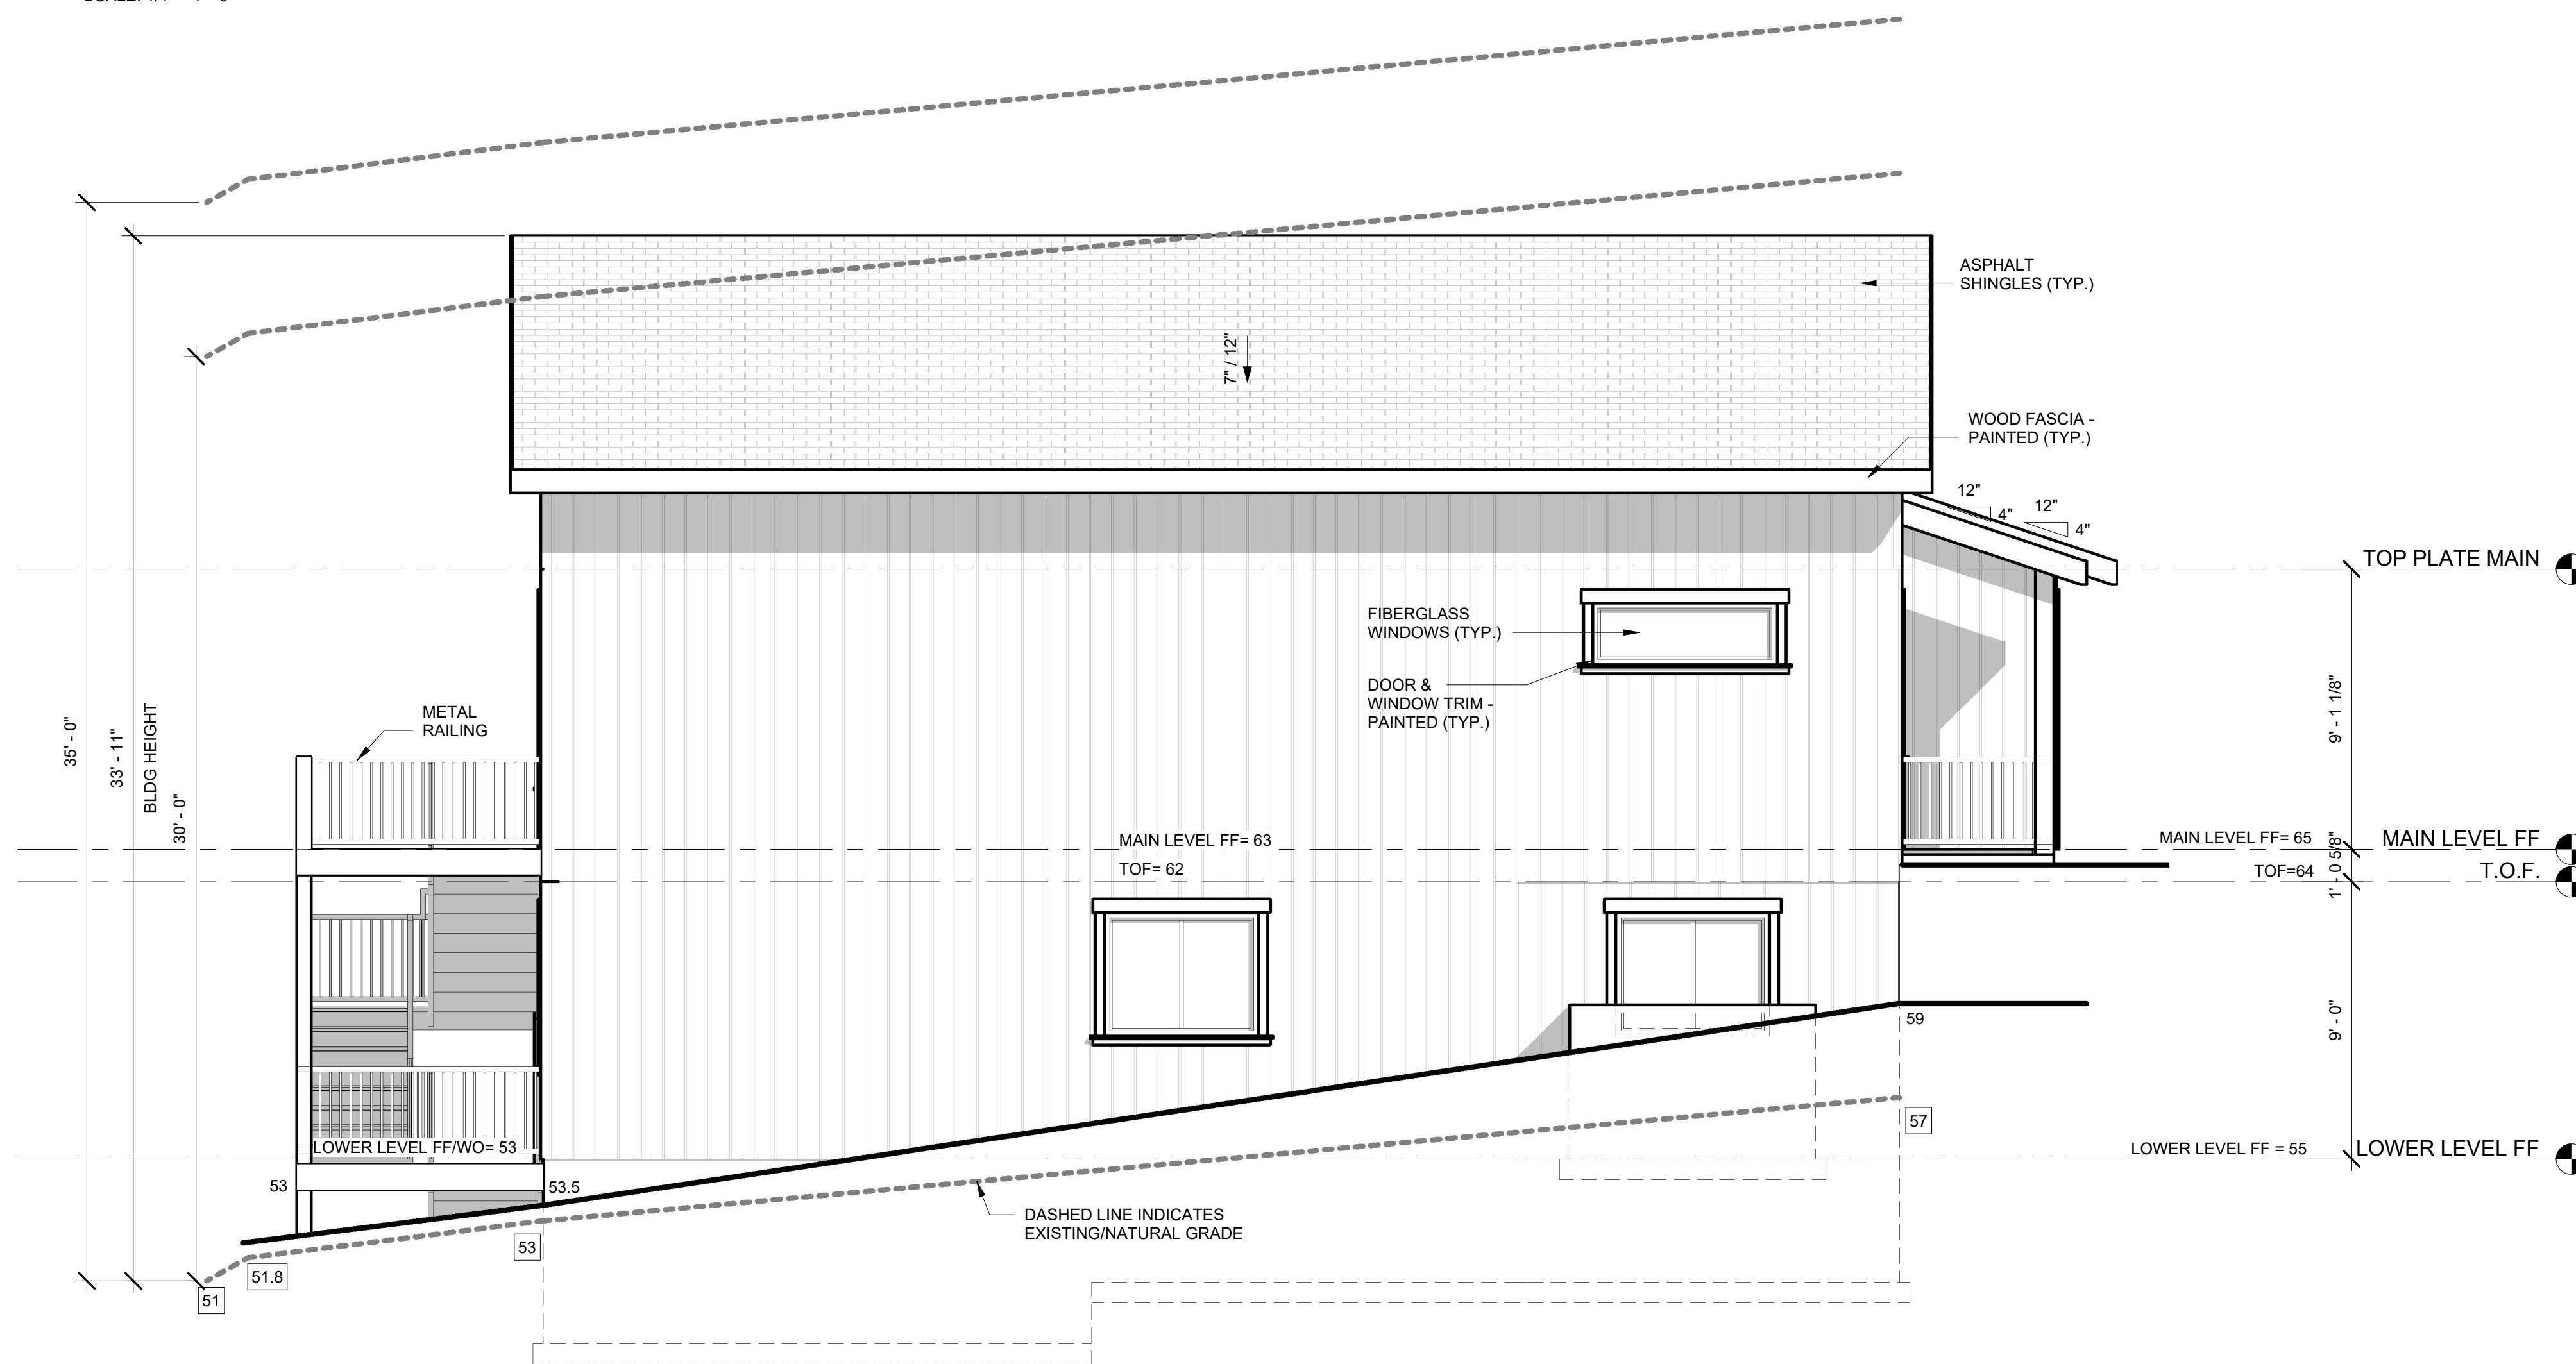 ASPHALT
SHINGLES (TYP.)
7" / 12"
WOOD FASCIA -
PAINTED (TYP.)
12"
4"
12"
4"
TOP PLATE MAIN
FIBERGLASS
WINDOWS (TYP.)
DOOR &
WINDOW TRIM -
PAINTED (TYP.)
METAL
RAILING
35' - 0"
33' - 11"
BLDG HEIGHT
30' - 0"
9' - 1 1/8"
MAIN LEVEL FF= 63
TOF= 62
MAIN LEVEL FF= 65
MAIN LEVEL FF
TOF=64
T.O.F.
1' - 0 5/8"
9' - 0"
59
57
LOWER LEVEL FF/WO= 53
LOWER LEVEL FF = 55
LOWER LEVEL FF
53
53.5
DASHED LINE INDICATES
EXISTING/NATURAL GRADE
53
51.8
51